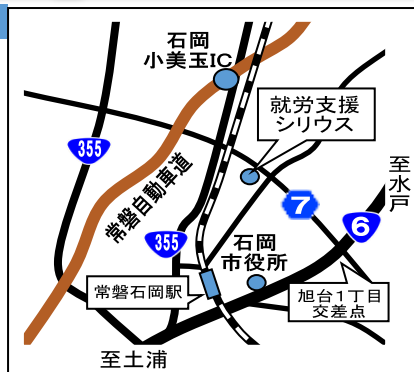 石岡
小美玉IC
就労支援
シリウス
至水戸
355
常磐自動車道
7
6
355
石岡
市役所
常磐石岡駅
旭台1丁目
交差点
至土浦